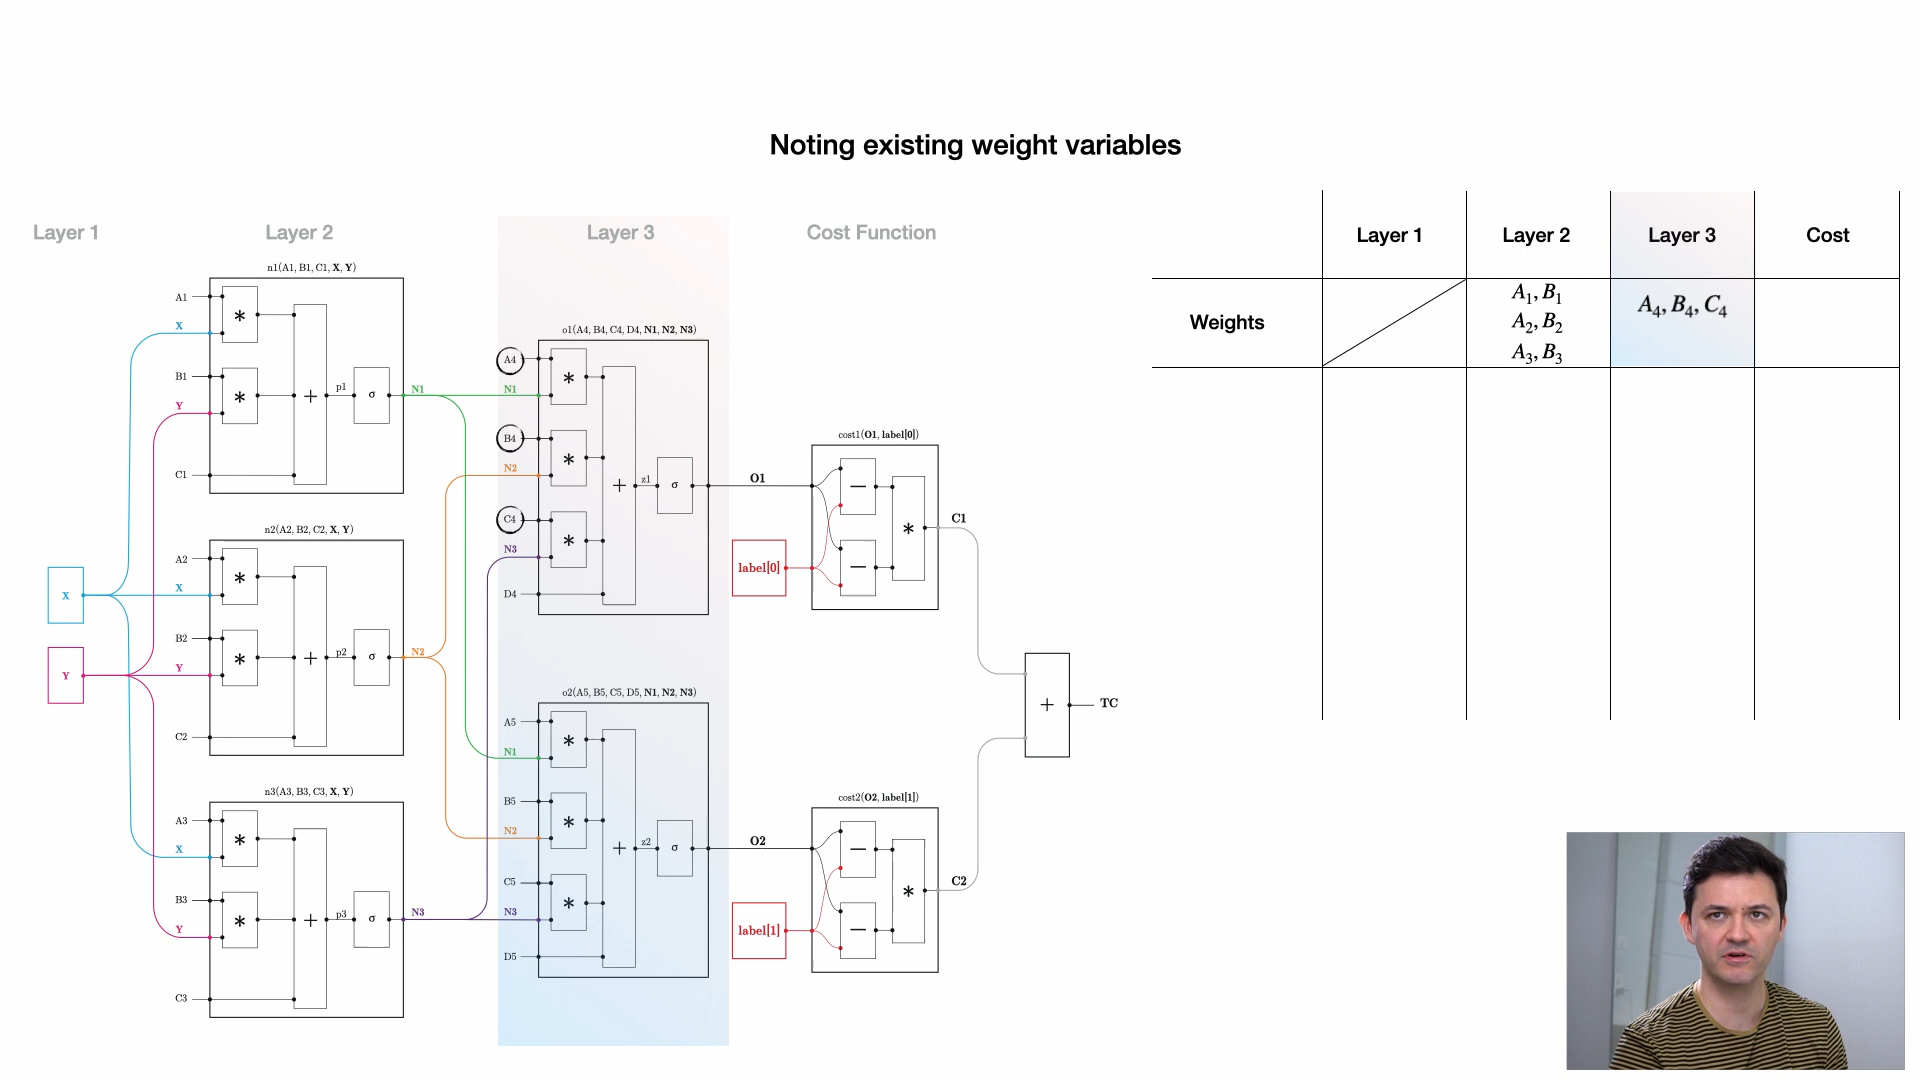 Noting existing weight variables
Layer 1
Layer 2
Layer 3
Cost Function
n1(A1, B1, C1, X, Y)
A1
X
*
B1
Y
*
+
p1
σ
N1
C1
n2(A2, B2, C2, X, Y)
A2
X
*
B2
Y
*
+
p2
σ
N2
C2
n3(A3, B3, C3, X, Y)
A3
X
*
B3
Y
*
+
p3
σ
N3
C3
X
Y
o1(A4, B4, C4, D4, N1, N2, N3)
A4
N1
*
B4
N2
*
C4
N3
*
D4
+
z1
σ
O1
o2(A5, B5, C5, D5, N1, N2, N3)
A5
N1
*
B5
N2
*
C5
N3
*
D5
+
z2
σ
O2
cost1(O1, label[0])
label[0]
−
−
*
C1
cost2(O2, label[1])
label[1]
−
−
*
C2
+
TC
Layer 1 Layer 2 Layer 3 Cost
Weights
A₁, B₁
A₂, B₂
A₃, B₃
A₄, B₄, C₄